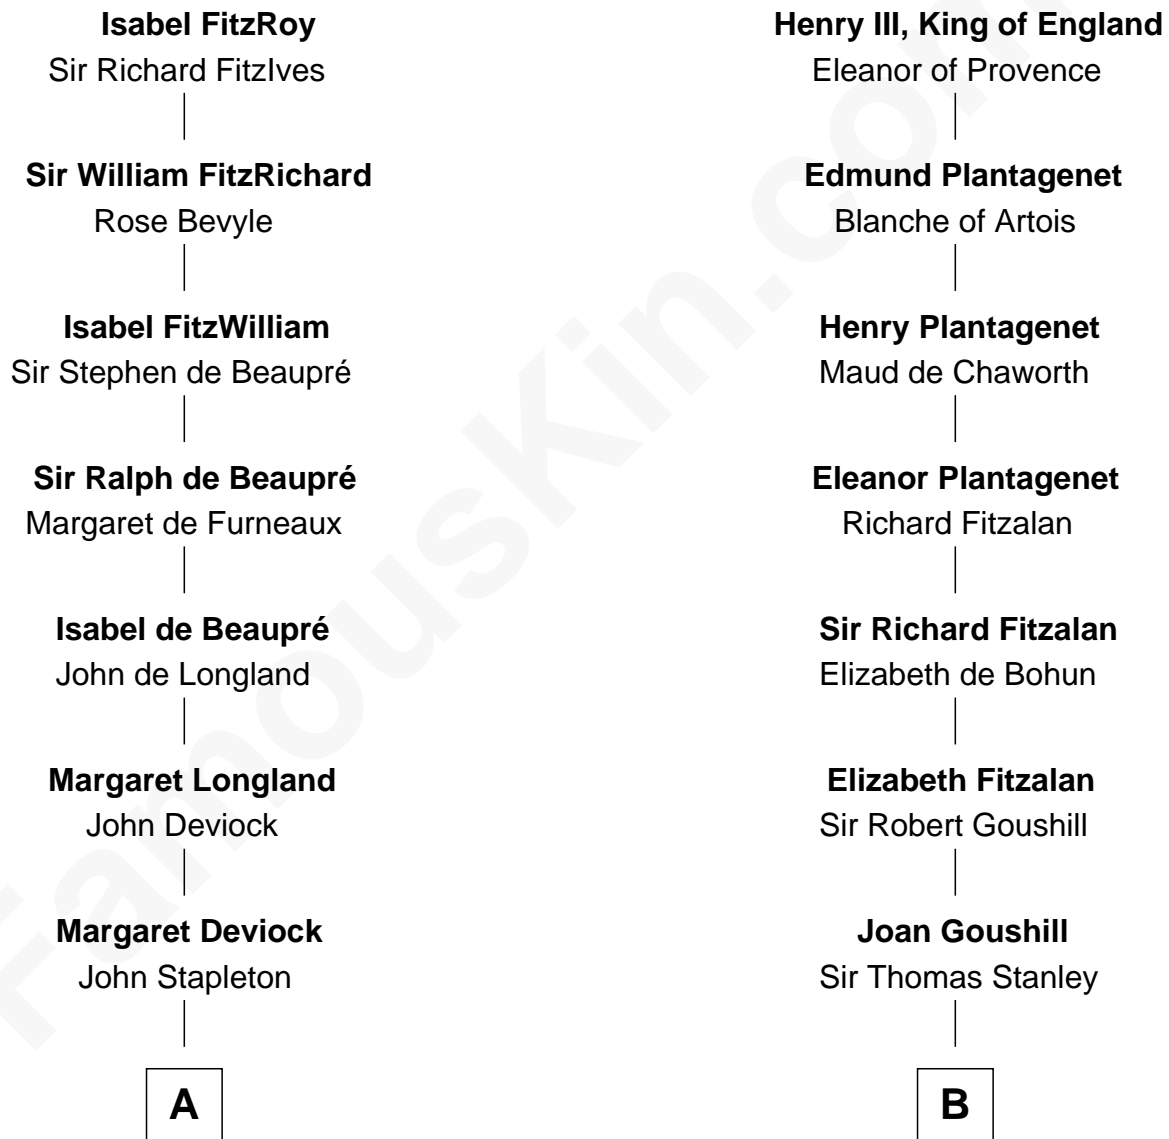 Isabel FitzRoy
Sir Richard FitzIves
Sir William FitzRichard
Rose Bevyle
Isabel FitzWilliam
Sir Stephen de Beaupré
Sir Ralph de Beaupré
Margaret de Furneaux
Isabel de Beaupré
John de Longland
Margaret Longland
John Deviock
Margaret Deviock
John Stapleton
A
Henry III, King of England
Eleanor of Provence
Edmund Plantagenet
Blanche of Artois
Henry Plantagenet
Maud de Chaworth
Eleanor Plantagenet
Richard Fitzalan
Sir Richard Fitzalan
Elizabeth de Bohun
Elizabeth Fitzalan
Sir Robert Goushill
Joan Goushill
Sir Thomas Stanley
B
FamousKin.com